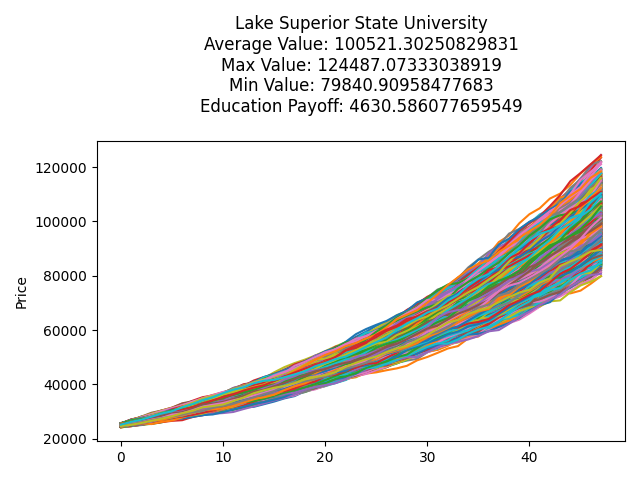 Lake Superior State University
Average Value: 100521.30250829831
Max Value: 124487.07333038919
Min Value: 79840.90958477683
Education Payoff: 4630.586077659549
120000
100000
80000
60000
40000
20000
Price
0 10 20 30 40